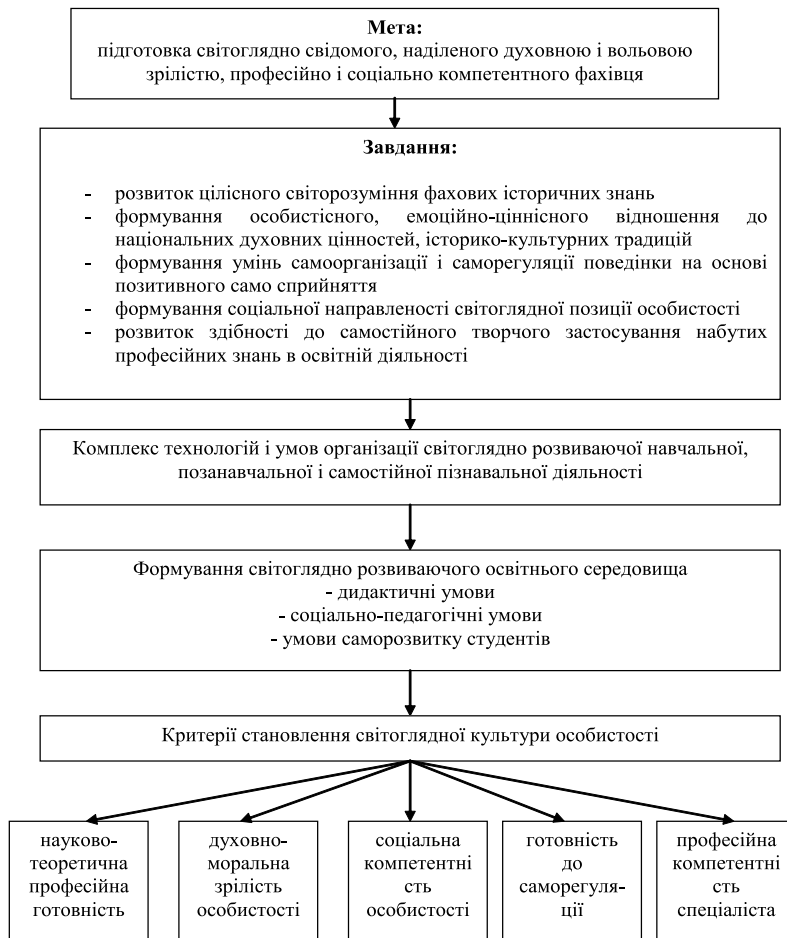 Мета:
підготовка світоглядно свідомого, наділеного духовною і вольовою
зрілістю, професійно і соціально компетентного фахівця
Завдання:
- розвиток цілісного світорозуміння фахових історичних знань
- формування особистісного, емоційно-ціннісного відношення до
національних духовних цінностей, історико-культурних традицій
- формування умінь самоорганізації і саморегуляції поведінки на основі
позитивного само сприйняття
- формування соціальної направленості світоглядної позиції особистості
- розвиток здібності до самостійного творчого застосування набутих
професійних знань в освітній діяльності
Комплекс технологій і умов організації світоглядно розвиваючої навчальної,
позанавчальної і самостійної пізнавальної діяльності
Формування світоглядно розвиваючого освітнього середовища
- дидактичні умови
- соціально-педагогічні умови
- умови саморозвитку студентів
Критерії становлення світоглядної культури особистості
науково-
теоретична
професійна
готовність
духовно-
моральна
зрілість
особистості
соціальна
компетентні
сть
особистості
готовність
до
саморегуля-
ції
професійна
компетентні
сть
спеціаліста